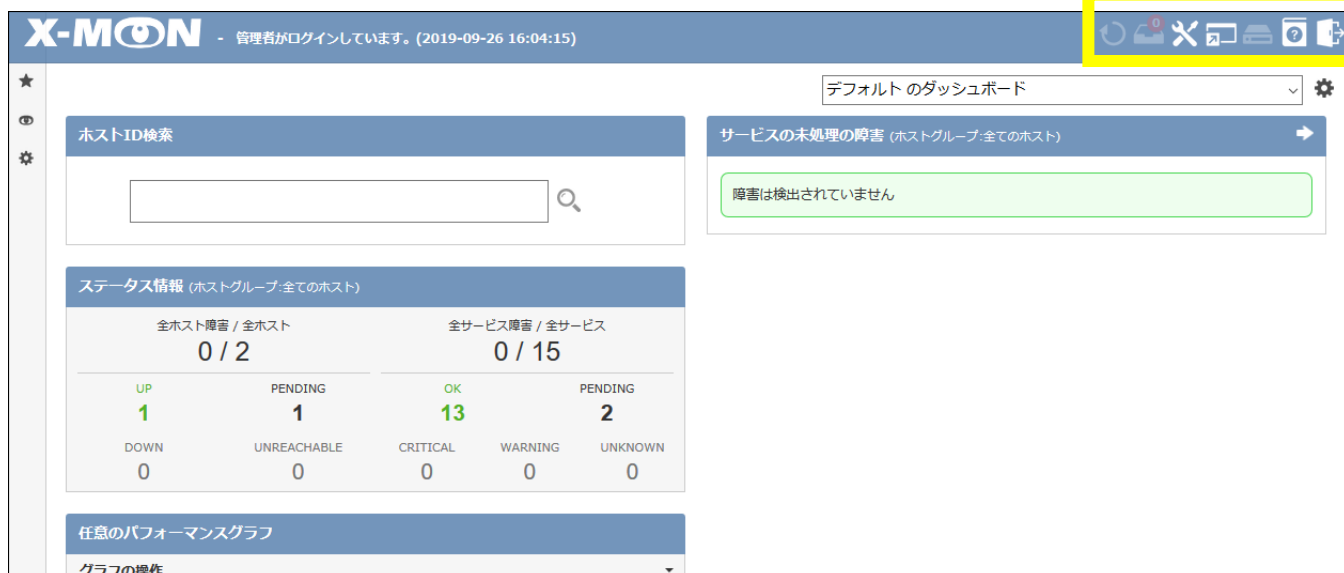 X-MON - 管理者がログインしています。(2019-09-26 16:04:15)
0
?
デフォルト のダッシュボード
ホストID検索
サービスの未処理の障害 (ホストグループ:全てのホスト)
障害は検出されていません
ステータス情報 (ホストグループ:全てのホスト)
全ホスト障害 / 全ホスト 全サービス障害 / 全サービス
0 / 2 0 / 15
UP PENDING OK PENDING
1 1 13 2
DOWN UNREACHABLE CRITICAL WARNING UNKNOWN
0 0 0 0 0
任意のパフォーマンスグラフ
グラフの操作